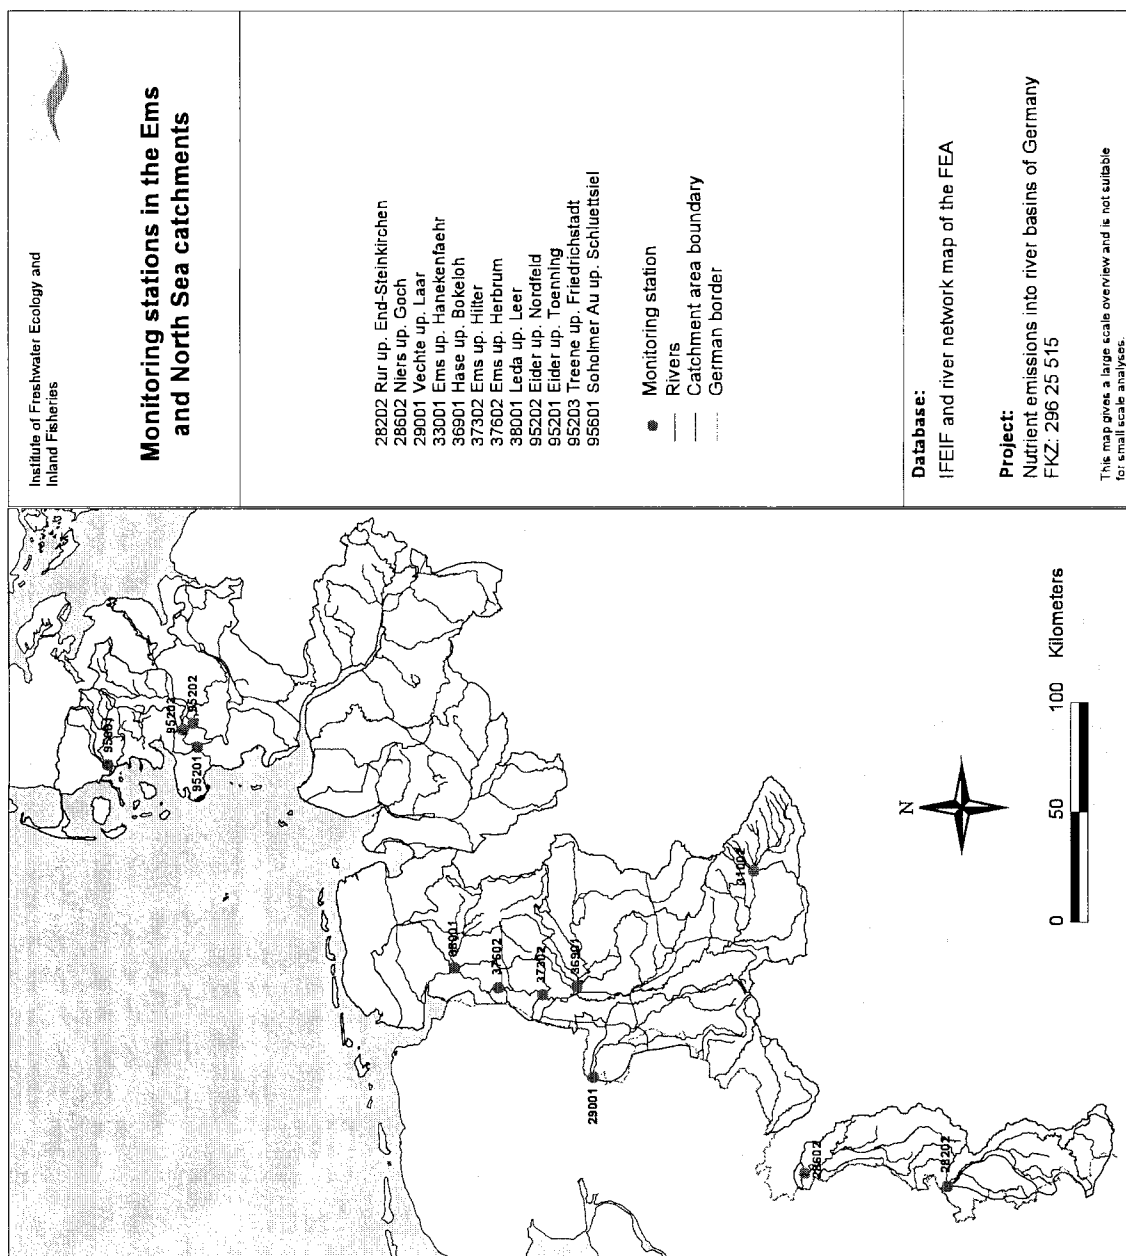 Institute of Freshwater Ecology and
Inland Fisheries
Monitoring stations in the Ems
and North Sea catchments
28202 Rur up. End-Steinkirchen
28602 Niers up. Goch
29001 Vechte up. Laar
33001 Ems up. Hanekenfaehr
36901 Hase up. Bokeloh
37302 Ems up. Hilter
37602 Ems up. Herbrum
38001 Leda up. Leer
95202 Eider up. Nordfeld
95201 Eider up. Toenning
95203 Treene up. Friedrichstadt
95601 Soholmer Au up. Schluettsiel
Monitoring station
Rivers
Catchment area boundary
German border
Database:
IFEIF and river network map of the FEA
Project:
Nutrient emissions into river basins of Germany
FKZ: 296 25 515
This map gives a large scale overview and is not suitable
for small scale analyses.
95202
95201
38001
37602
36901
31002
29001
28602
28202
N
0 50 100 Kilometers